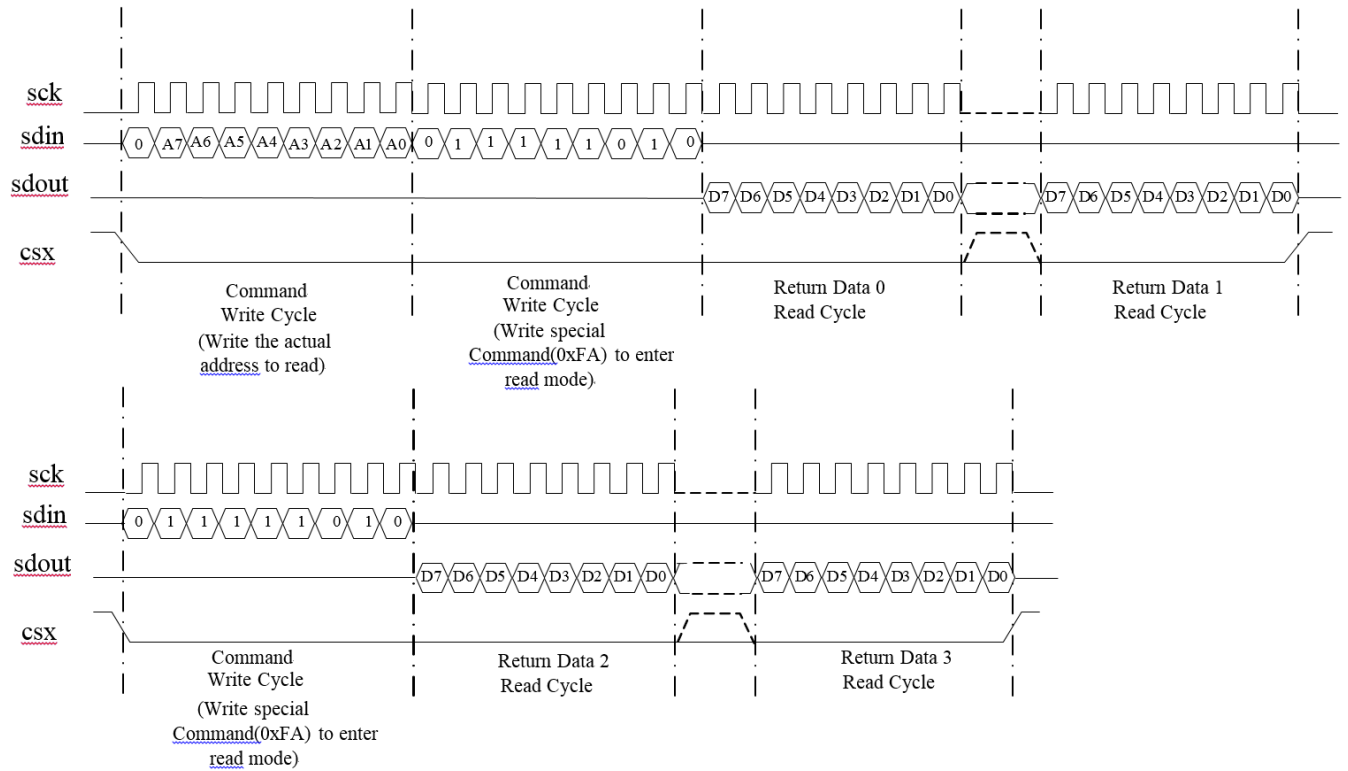 sck
sdin
0 A7 A6 A5 A4 A3 A2 A1 A0 0 1 1 1 1 1 0 1 0
sdout
D7 D6 D5 D4 D3 D2 D1 D0 D7 D6 D5 D4 D3 D2 D1 D0
csx
Command
Write Cycle
(Write the actual
address to read)
Command
Write Cycle
(Write special
Command(0xFA) to enter
read mode)
Return Data 0
Read Cycle
Return Data 1
Read Cycle
sck
sdin
0 1 1 1 1 1 0 1 0
sdout
D7 D6 D5 D4 D3 D2 D1 D0 D7 D6 D5 D4 D3 D2 D1 D0
csx
Command
Write Cycle
(Write special
Command(0xFA) to enter
read mode)
Return Data 2
Read Cycle
Return Data 3
Read Cycle